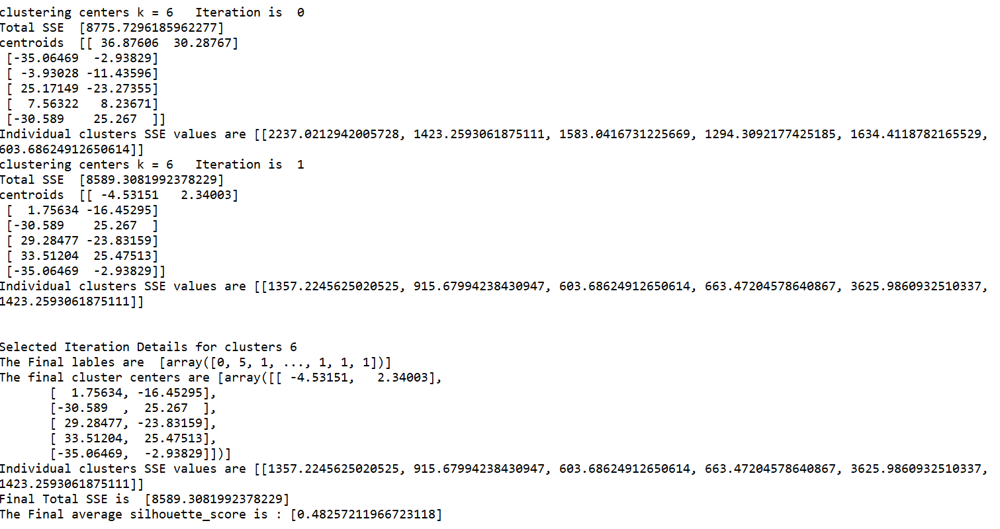 clustering centers k = 6   Iteration is  0
Total SSE  [8775.7296185962277]
centroids  [[ 36.87606  30.28767]
 [-35.06469  -2.93829]
 [ -3.93028 -11.43596]
 [ 25.17149 -23.27355]
 [  7.56322   8.23671]
 [-30.589    25.267  ]]
Individual clusters SSE values are [[2237.0212942005728, 1423.2593061875111, 1583.0416731225669, 1294.3092177425185, 1634.4118782165529,
603.68624912650614]]
clustering centers k = 6   Iteration is  1
Total SSE  [8589.3081992378229]
centroids  [[ -4.53151   2.34003]
 [  1.75634 -16.45295]
 [-30.589    25.267  ]
 [ 29.28477 -23.83159]
 [ 33.51204  25.47513]
 [-35.06469  -2.93829]]
Individual clusters SSE values are [[1357.2245625020525, 915.67994238430947, 603.68624912650614, 663.47204578640867, 3625.9860932510337,
1423.2593061875111]]
Selected Iteration Details for clusters 6
The Final lables are  [array([0, 5, 1, ..., 1, 1, 1])]
The final cluster centers are [array([[ -4.53151,   2.34003],
       [  1.75634, -16.45295],
       [-30.589  ,  25.267  ],
       [ 29.28477, -23.83159],
       [ 33.51204,  25.47513],
       [-35.06469,  -2.93829]])]
Individual clusters SSE values are [[1357.2245625020525, 915.67994238430947, 603.68624912650614, 663.47204578640867, 3625.9860932510337,
1423.2593061875111]]
Final Total SSE is  [8589.3081992378229]
The Final average silhouette_score is : [0.48257211966723118]